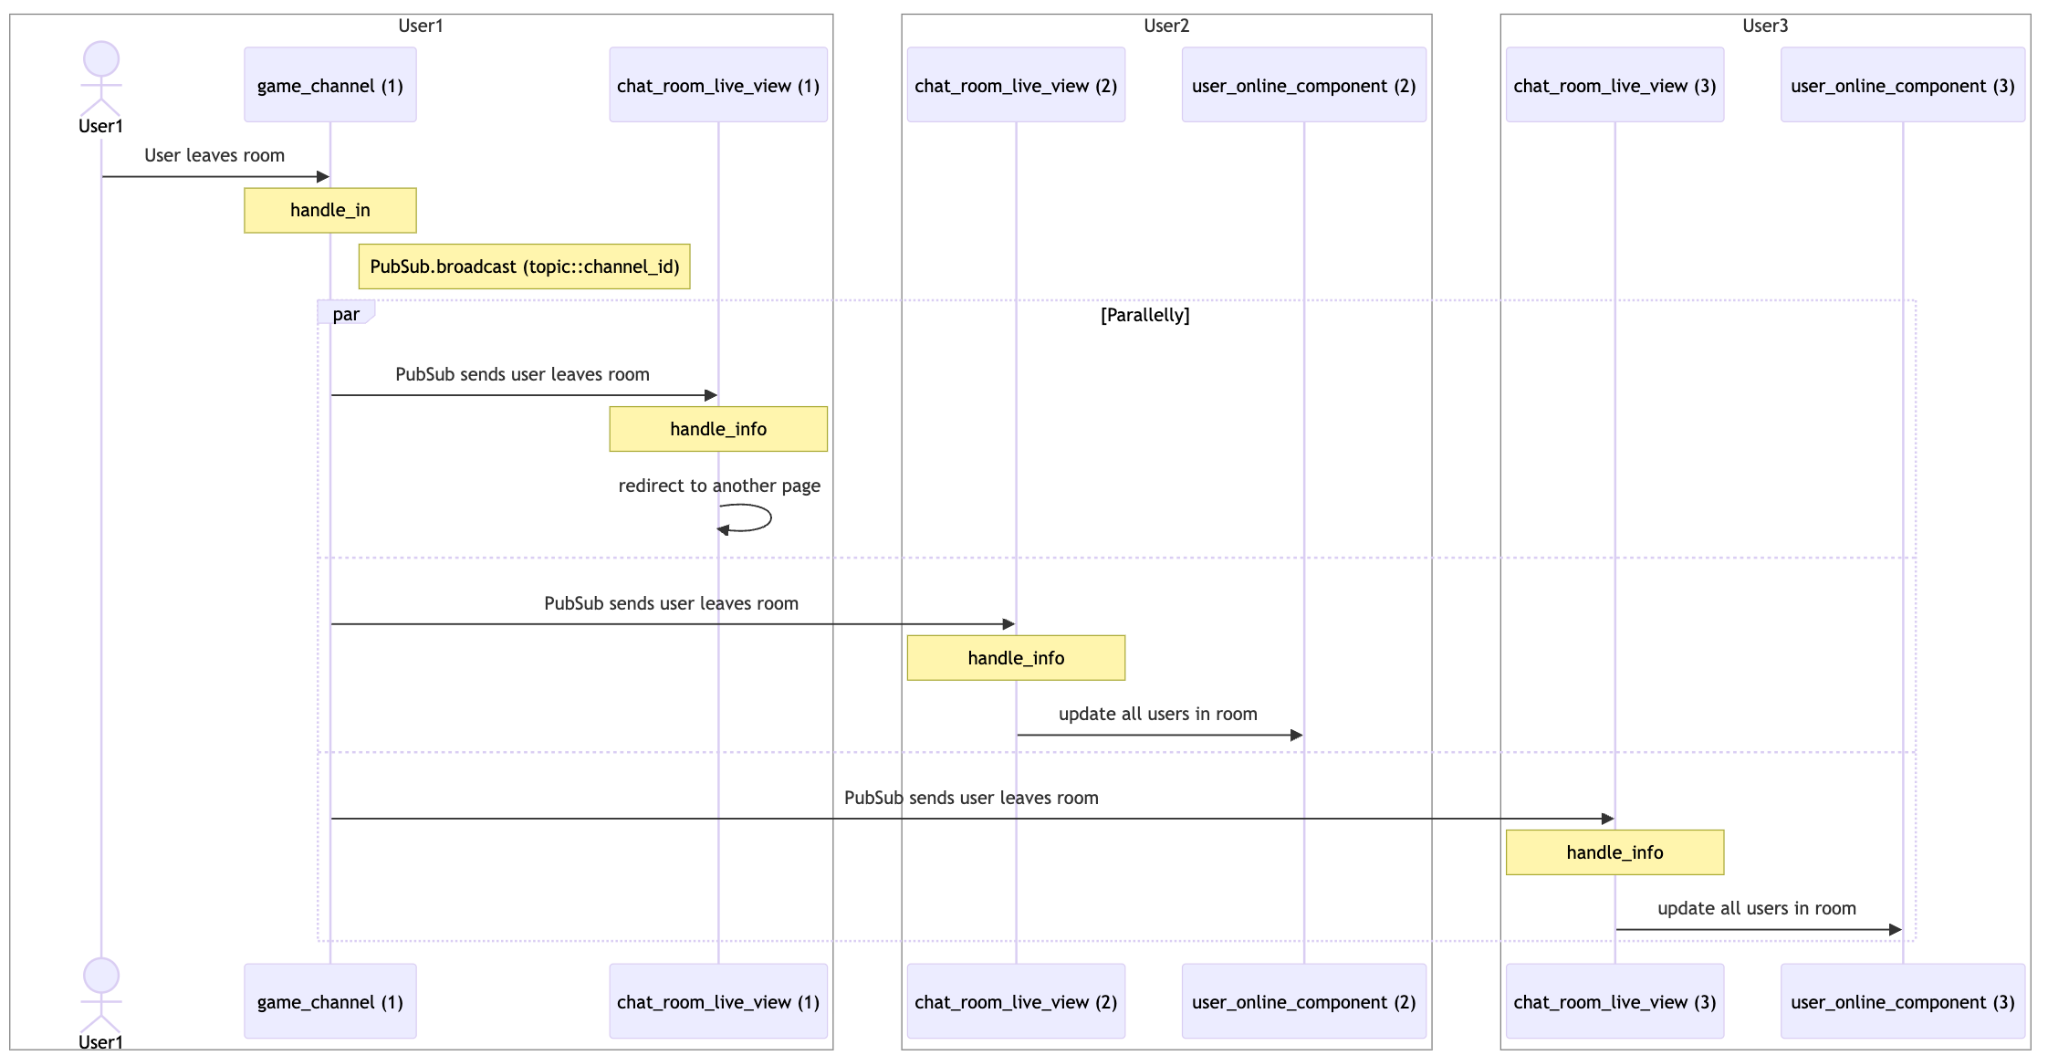 User1
User2
User3
User1
game_channel (1)
chat_room_live_view (1)
chat_room_live_view (2)
user_online_component (2)
chat_room_live_view (3)
user_online_component (3)
User leaves room
handle_in
PubSub.broadcast (topic::channel_id)
par
[Parallelly]
PubSub sends user leaves room
handle_info
redirect to another page
PubSub sends user leaves room
handle_info
update all users in room
PubSub sends user leaves room
handle_info
update all users in room
User1
game_channel (1)
chat_room_live_view (1)
chat_room_live_view (2)
user_online_component (2)
chat_room_live_view (3)
user_online_component (3)